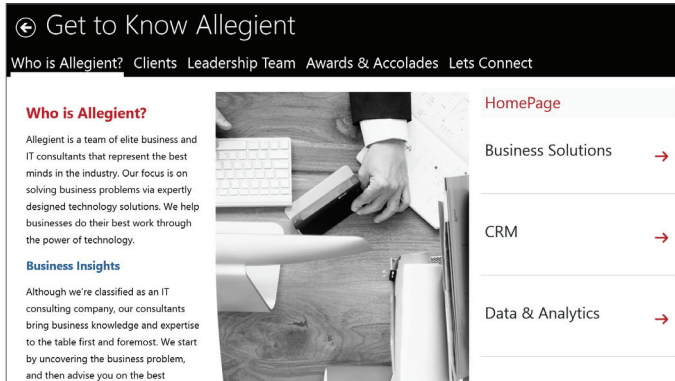 Get to Know Allegient
Who is Allegient? Clients Leadership Team Awards & Accolades Lets Connect
Who is Allegient?
Allegient is a team of elite business and
IT consultants that represent the best
minds in the industry. Our focus is on
solving business problems via expertly
designed technology solutions. We help
businesses do their best work through
the power of technology.
Business Insights
Although we're classified as an IT
consulting company, our consultants
bring business knowledge and expertise
to the table first and foremost. We start
by uncovering the business problem,
and then advise you on the best
HomePage
Business Solutions
CRM
Data & Analytics